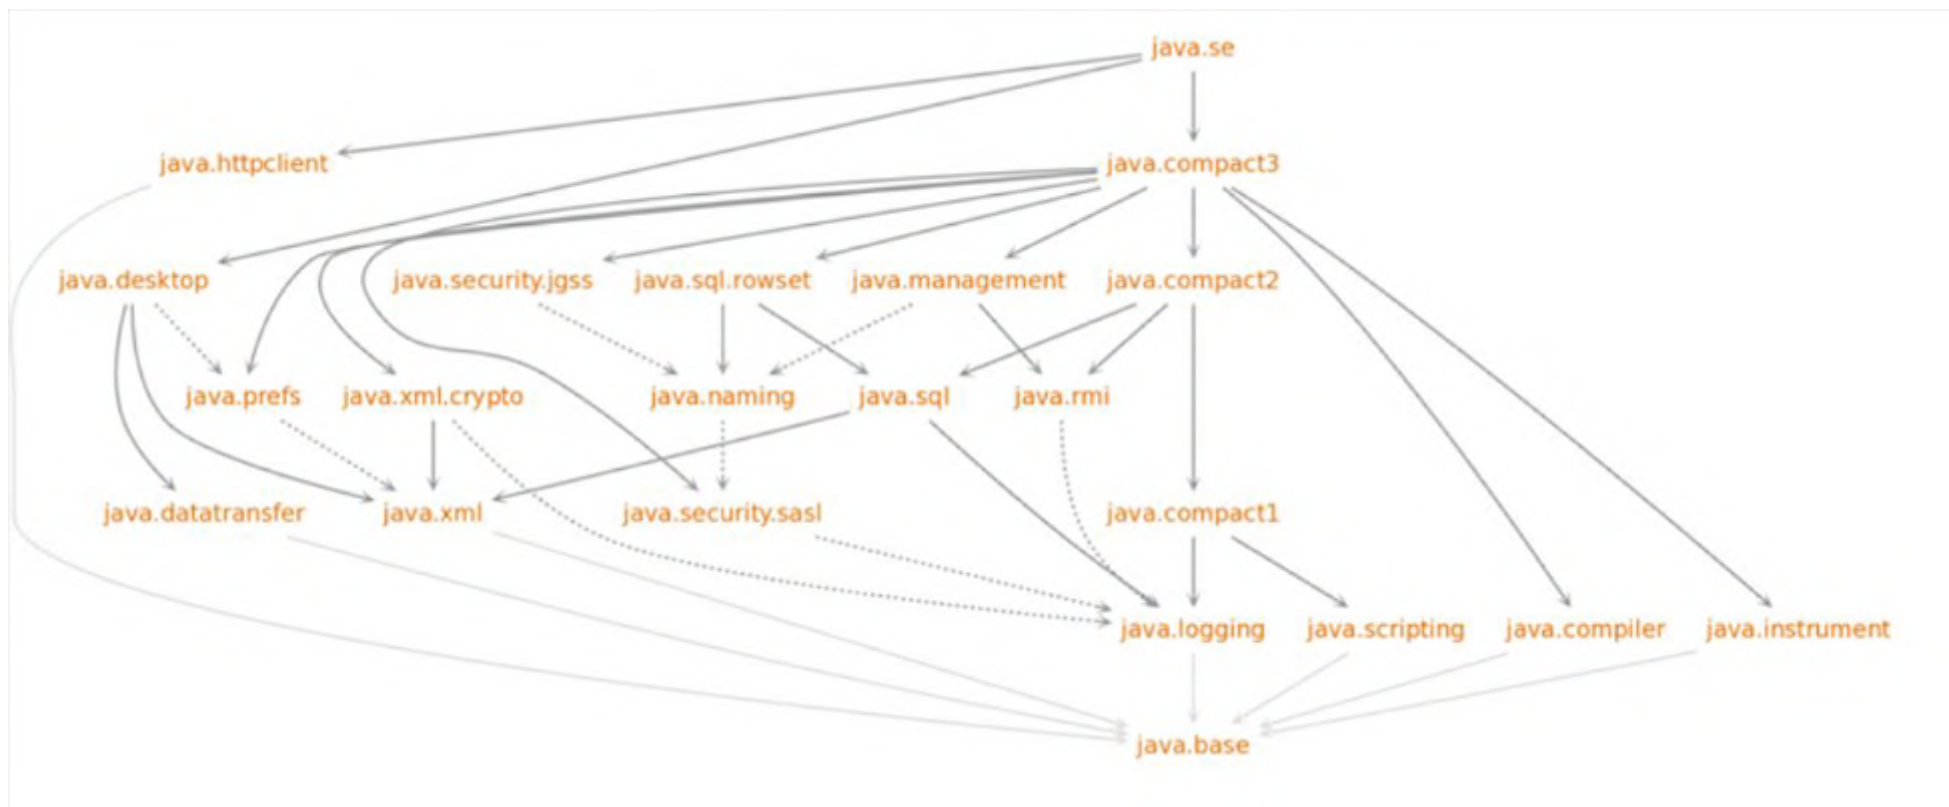 java.se
java.httpclient
java.compact3
java.desktop
java.security.jgss
java.sql.rowset
java.management
java.compact2
java.prefs
java.xml.crypto
java.naming
java.sql
java.rmi
java.datatransfer
java.xml
java.security.sasl
java.compact1
java.logging
java.scripting
java.compiler
java.instrument
java.base